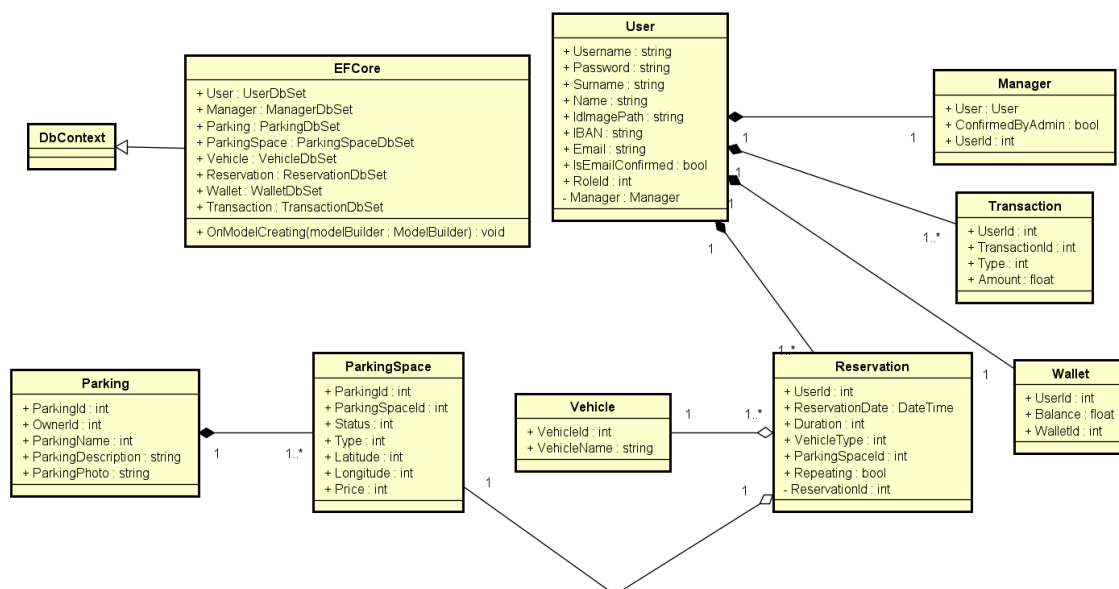 User
+ Username : string
+ Password : string
+ Surname : string
+ Name : string
+ IdImagePath : string
+ IBAN : string
+ Email : string
+ IsEmailConfirmed : bool
+ RoleId : int
- Manager : Manager
EFCore
+ User : UserDbSet
+ Manager : ManagerDbSet
+ Parking : ParkingDbSet
+ ParkingSpace : ParkingSpaceDbSet
+ Vehicle : VehicleDbSet
+ Reservation : ReservationDbSet
+ Wallet : WalletDbSet
+ Transaction : TransactionDbSet
+ OnModelCreating(modelBuilder : ModelBuilder) : void
DbContext
Manager
+ User : User
+ ConfirmedByAdmin : bool
+ UserId : int
1
1
1
1
1
Transaction
+ UserId : int
+ TransactionId : int
+ Type : int
+ Amount : float
1..*
1..*
Parking
+ ParkingId : int
+ OwnerId : int
+ ParkingName : int
+ ParkingDescription : string
+ ParkingPhoto : string
1
1..*
ParkingSpace
+ ParkingId : int
+ ParkingSpaceId : int
+ Status : int
+ Type : int
+ Latitude : int
+ Longitude : int
+ Price : int
1
Vehicle
+ VehicleId : int
+ VehicleName : string
1
1..*
1
Reservation
+ UserId : int
+ ReservationDate : DateTime
+ Duration : int
+ VehicleType : int
+ ParkingSpaceId : int
+ Repeating : bool
- ReservationId : int
1
Wallet
+ UserId : int
+ Balance : float
+ WalletId : int